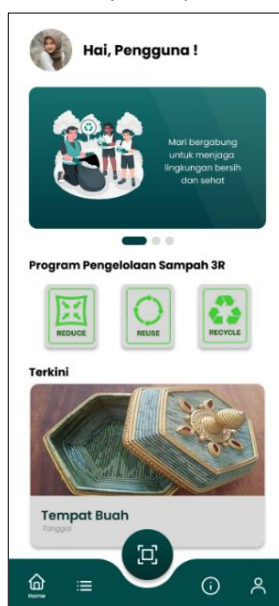 Hai, Pengguna !
Mari bergabung
untuk menjaga
lingkungan bersih
dan sehat
Program Pengelolaan Sampah 3R
REDUCE
REUSE
RECYCLE
Terkini
Tempat Buah
Tanggal
Home